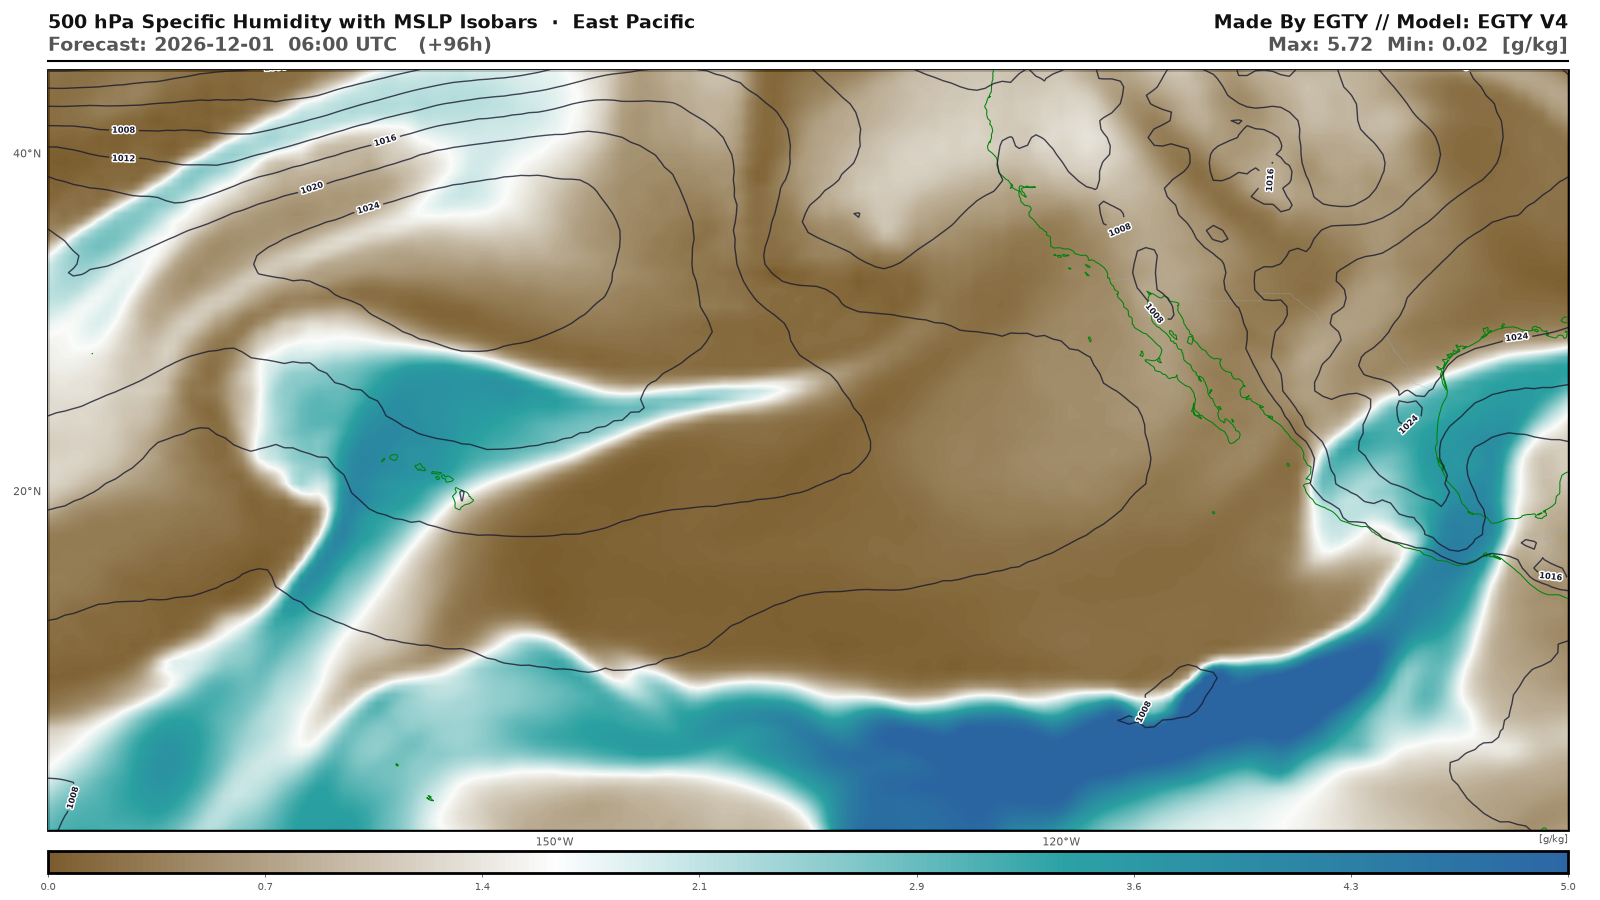 500 hPa Specific Humidity with MSLP Isobars · East Pacific
Made By EGTY // Model: EGTY V4
Forecast: 2026-12-01 06:00 UTC (+96h)
Max: 5.72 Min: 0.02 [g/kg]
1008
1016
40°N
1012
1016
1020
1024
1008
1008
1024
1024
20°N
1016
1008
1008
150°W
120°W
[g/kg]
0.0
0.7
1.4
2.1
2.9
3.6
4.3
5.0